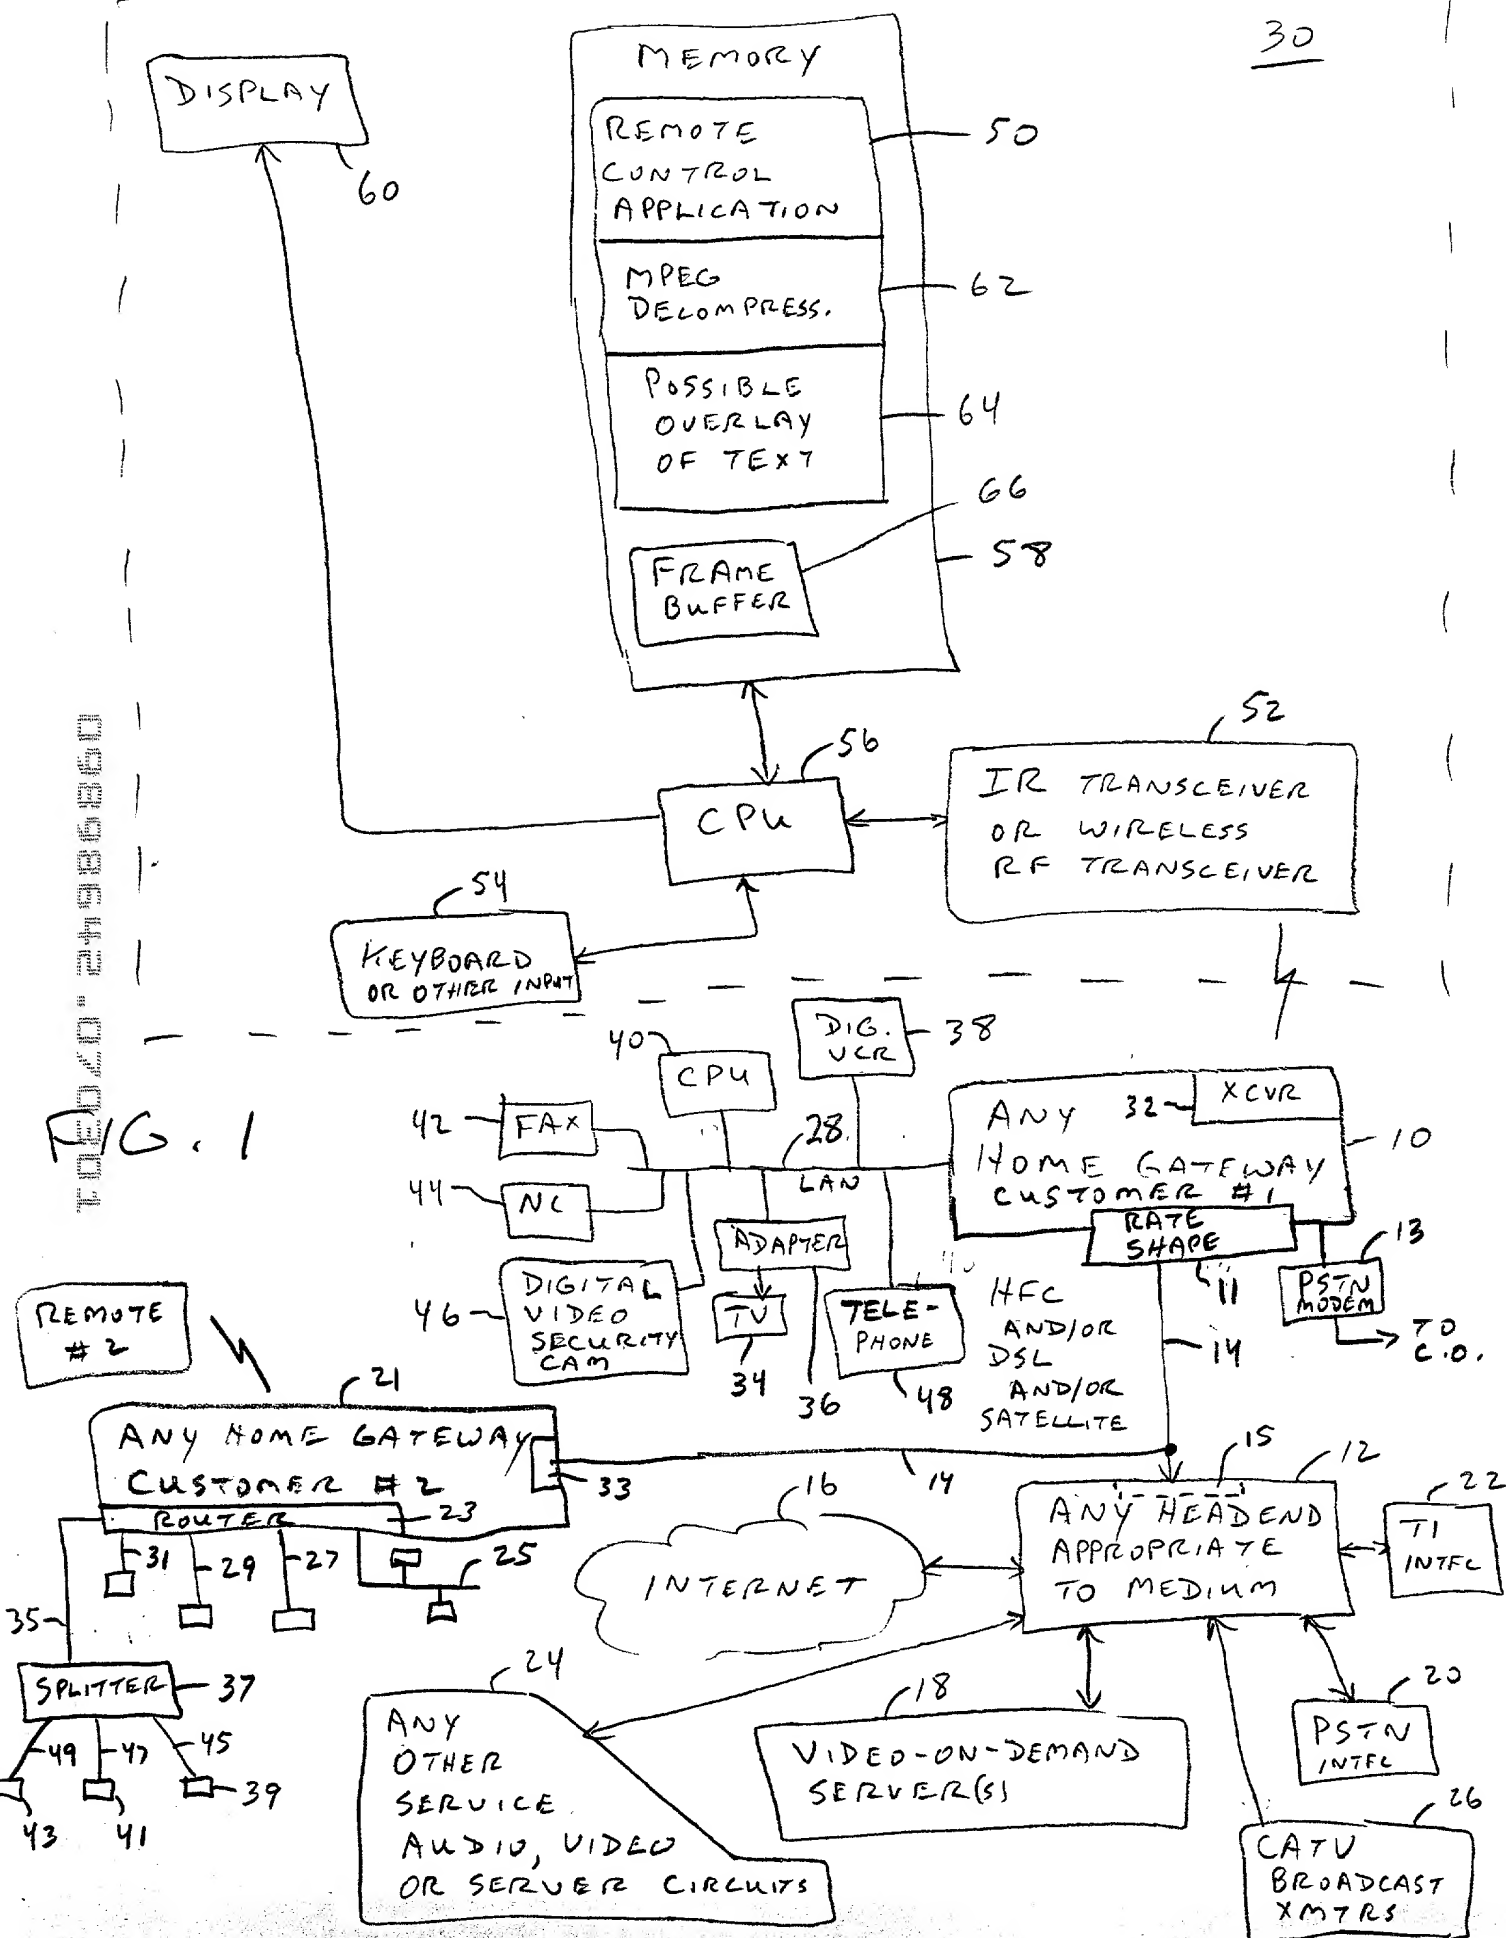 30
MEMORY
DISPLAY
60
REMOTE
CONTROL
APPLICATION
50
MPEG
DECOMPRESS.
62
POSSIBLE
OVERLAY
OF TEXT
64
66
FRAME
BUFFER
58
52
56
CPU
IR TRANSCEIVER
OR WIRELESS
RF TRANSCEIVER
54
KEYBOARD
OR OTHER INPUT
09898642.070301
FIG. 1
DIG.
VCR
38
40
CPU
42
FAX
28
LAN
44
NC
XCVR
32
ANY
HOME GATEWAY
CUSTOMER #1
10
RATE
SHAPE
11
13
PSTN
MODEM
TO
C.O.
ADAPTER
36
TV
34
DIGITAL
VIDEO
SECURITY
CAM
46
TELE-
PHONE
48
HFC
AND/OR
DSL
AND/OR
SATELLITE
14
REMOTE
#2
21
ANY HOME GATEWAY
CUSTOMER #2
33
14
ROUTER
23
31
29
27
25
35
SPLITTER
37
49
47
45
43
41
39
16
INTERNET
15
12
ANY HEADEND
APPROPRIATE
TO MEDIUM
22
T1
INTFC
24
ANY
OTHER
SERVICE
AUDIO, VIDEO
OR SERVER CIRCUITS
18
VIDEO-ON-DEMAND
SERVER(S)
20
PSTN
INTFC
26
CATV
BROADCAST
XMTRS